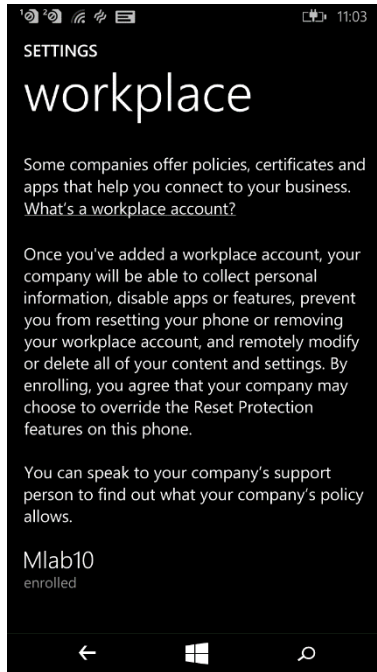 1 2 11:03
SETTINGS
workplace
Some companies offer policies, certificates and
apps that help you connect to your business.
What's a workplace account?
Once you've added a workplace account, your
company will be able to collect personal
information, disable apps or features, prevent
you from resetting your phone or removing
your workplace account, and remotely modify
or delete all of your content and settings. By
enrolling, you agree that your company may
choose to override the Reset Protection
features on this phone.
You can speak to your company's support
person to find out what your company's policy
allows.
Mlab10
enrolled